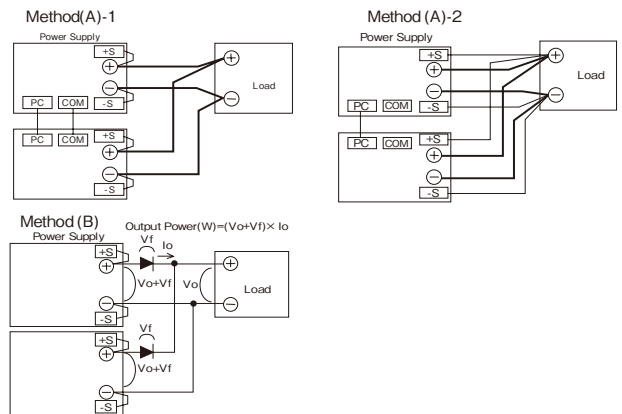 Method(A)-1
Power Supply
+S
+
−
-S
PC COM
PC COM
+S
+
−
-S
+
−
Load
Method (A)-2
Power Supply
+S
+
−
-S
PC COM
PC COM
+S
+
−
-S
+
−
Load
Method (B)
Power Supply
Output Power(W)=(Vo+Vf)× Io
+S
+
−
-S
Vf
Io
Vo+Vf
Vo
+
−
Load
+S
+
−
-S
Vf
Vo+Vf